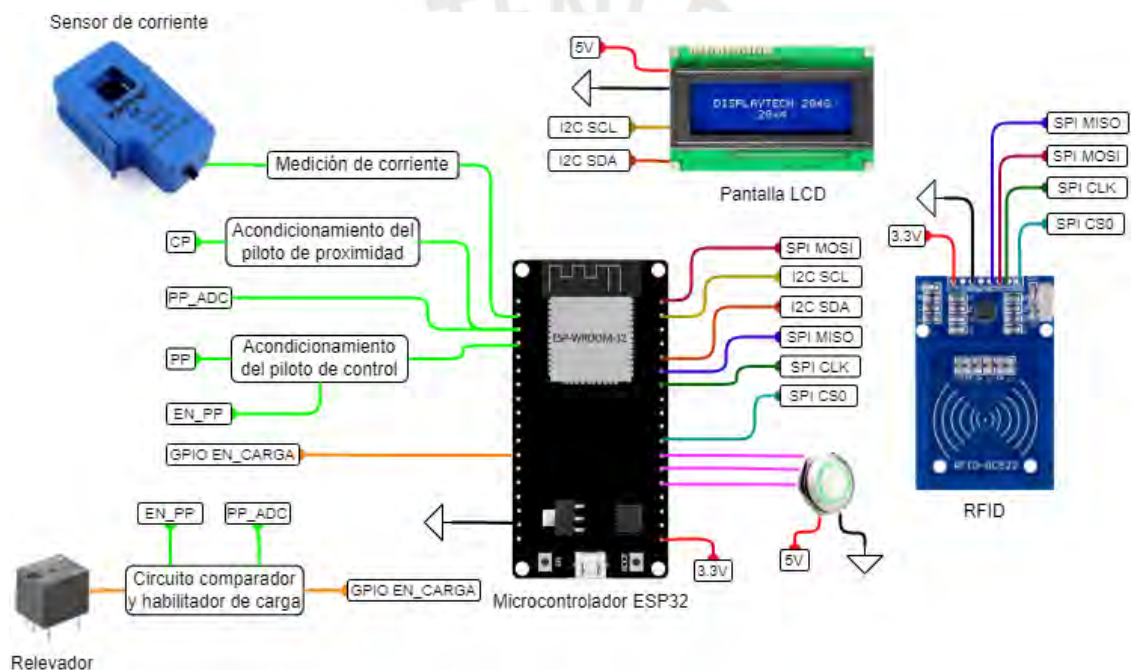 Sensor de corriente
5V
DISPLAYTECH 204G
20x4
I2C SCL
I2C SDA
Pantalla LCD
SPI MISO
SPI MOSI
SPI CLK
SPI CS0
3.3V
Medición de corriente
CP
Acondicionamiento del
piloto de proximidad
PP_ADC
PP
Acondicionamiento
del piloto de control
EN_PP
GPIO EN_CARGA
ESP-WROOM-32
SPI MOSI
I2C SCL
I2C SDA
SPI MISO
SPI CLK
SPI CS0
RFID-RC522
RFID
5V
3.3V
Microcontrolador ESP32
EN_PP
PP_ADC
Circuito comparador
y habilitador de carga
GPIO EN_CARGA
Relevador